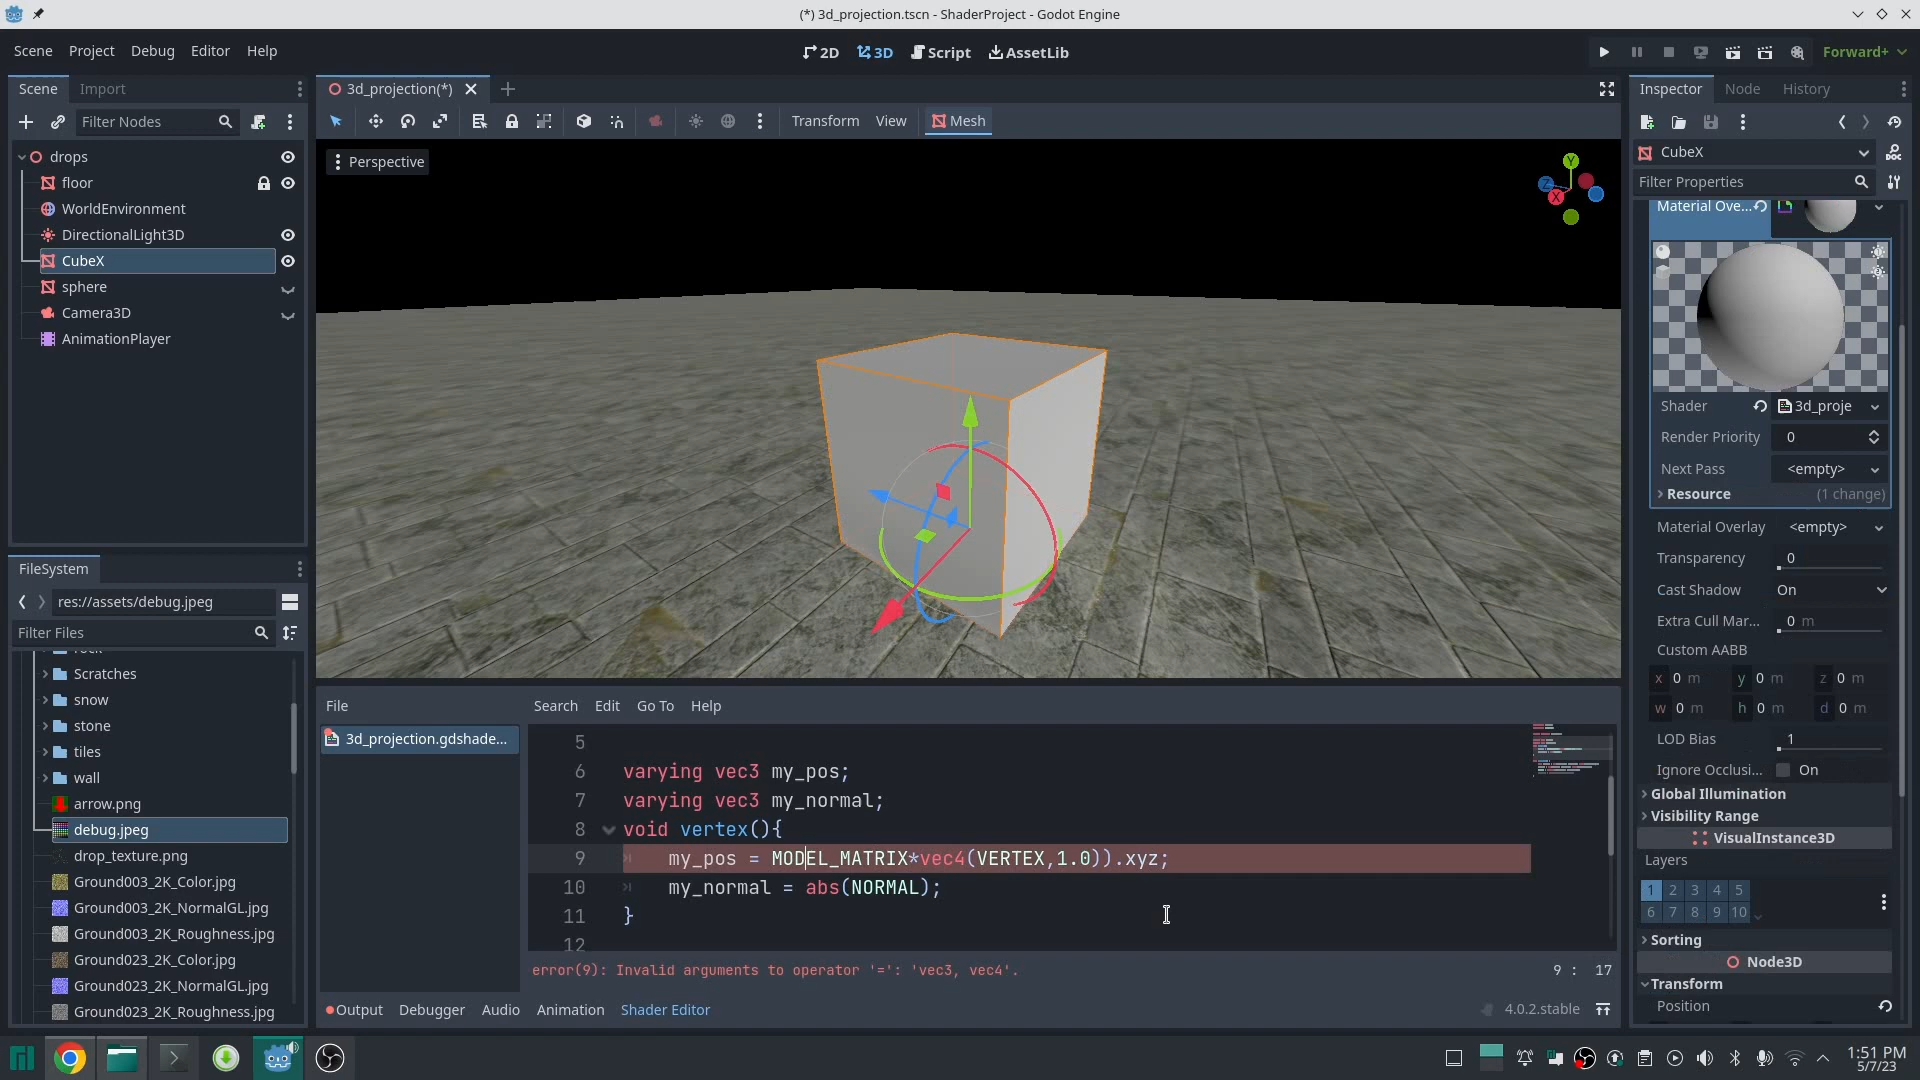 (*) 3d_projection.tscn - ShaderProject - Godot Engine
Scene Project Debug Editor Help
2D 3D Script AssetLib
Forward+
Scene Import
Filter Nodes
drops
floor
WorldEnvironment
DirectionalLight3D
CubeX
sphere
Camera3D
AnimationPlayer
FileSystem
res://assets/debug.jpeg
Filter Files
Scratches
snow
stone
tiles
wall
arrow.png
debug.jpeg
drop_texture.png
Ground003_2K_Color.jpg
Ground003_2K_NormalGL.jpg
Ground003_2K_Roughness.jpg
Ground023_2K_Color.jpg
Ground023_2K_NormalGL.jpg
Ground023_2K_Roughness.jpg
3d_projection(*)
Transform View Mesh
Perspective
Y
Z
X
File
Search Edit Go To Help
3d_projection.gdshade...
5
6 varying vec3 my_pos;
7 varying vec3 my_normal;
8 void vertex(){
9 my_pos = MODEL_MATRIX*vec4(VERTEX,1.0)).xyz;
10 my_normal = abs(NORMAL);
11 }
12
error(9): Invalid arguments to operator '=': 'vec3, vec4'.
9 : 17
Output Debugger Audio Animation Shader Editor
4.0.2.stable
Inspector Node History
CubeX
DOC
Filter Properties
Material Ove...
Shader 3d_proje
Render Priority 0
Next Pass <empty>
Resource (1 change)
Material Overlay <empty>
Transparency 0
Cast Shadow On
Extra Cull Mar... 0 m
Custom AABB
x 0 m y 0 m z 0 m
w 0 m h 0 m d 0 m
LOD Bias 1
Ignore Occlusi... On
Global Illumination
Visibility Range
VisualInstance3D
Layers
1 2 3 4 5
6 7 8 9 10
Sorting
Node3D
Transform
Position
1:51 PM
5/7/23